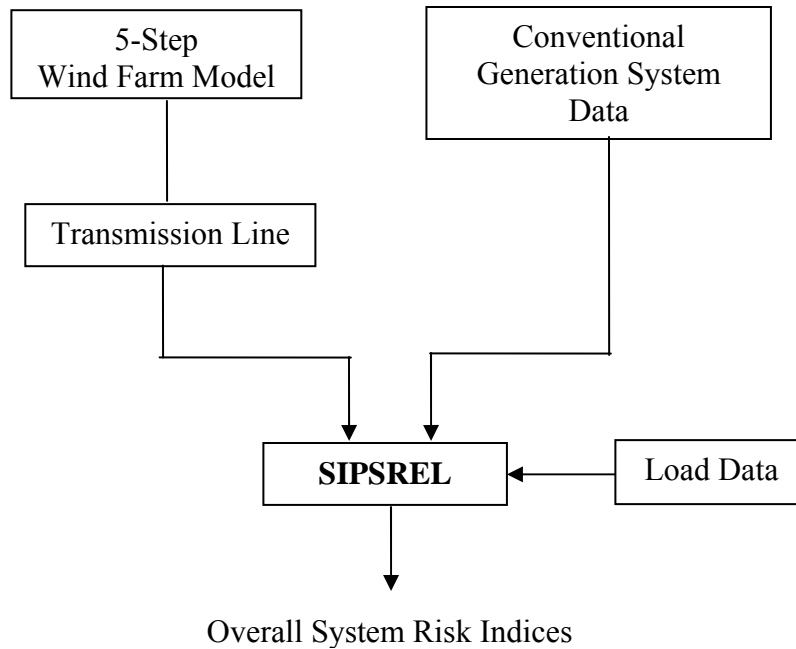 5-Step
Wind Farm Model
Conventional
Generation System
Data
Transmission Line
SIPSREL
Load Data
Overall System Risk Indices